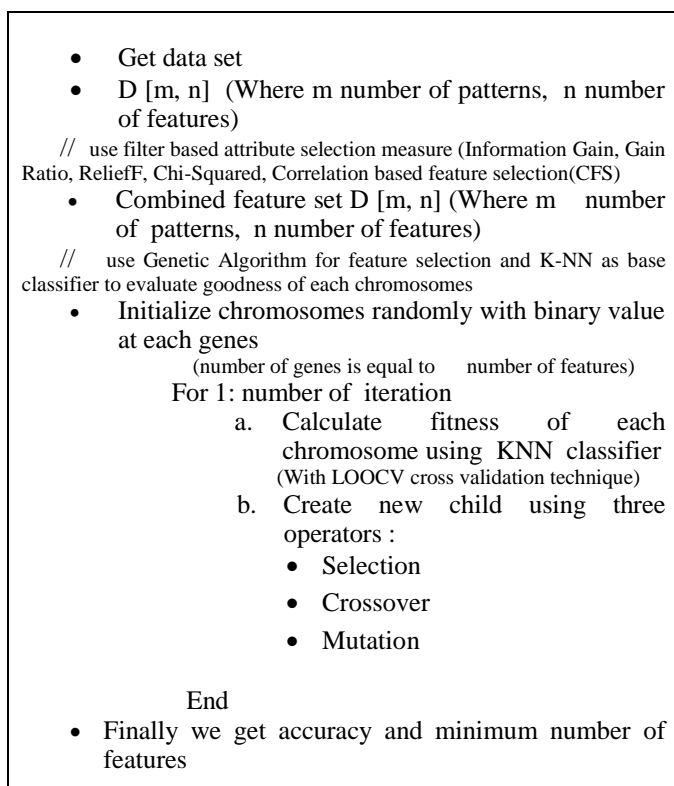 • Get data set
• D [m, n] (Where m number of patterns, n number
of features)
// use filter based attribute selection measure (Information Gain, Gain
Ratio, ReliefF, Chi-Squared, Correlation based feature selection(CFS)
• Combined feature set D [m, n] (Where m number
of patterns, n number of features)
// use Genetic Algorithm for feature selection and K-NN as base
classifier to evaluate goodness of each chromosomes
• Initialize chromosomes randomly with binary value
at each genes
(number of genes is equal to number of features)
For 1: number of iteration
a. Calculate fitness of each
chromosome using KNN classifier
(With LOOCV cross validation technique)
b. Create new child using three
operators :
• Selection
• Crossover
• Mutation
End
• Finally we get accuracy and minimum number of
features